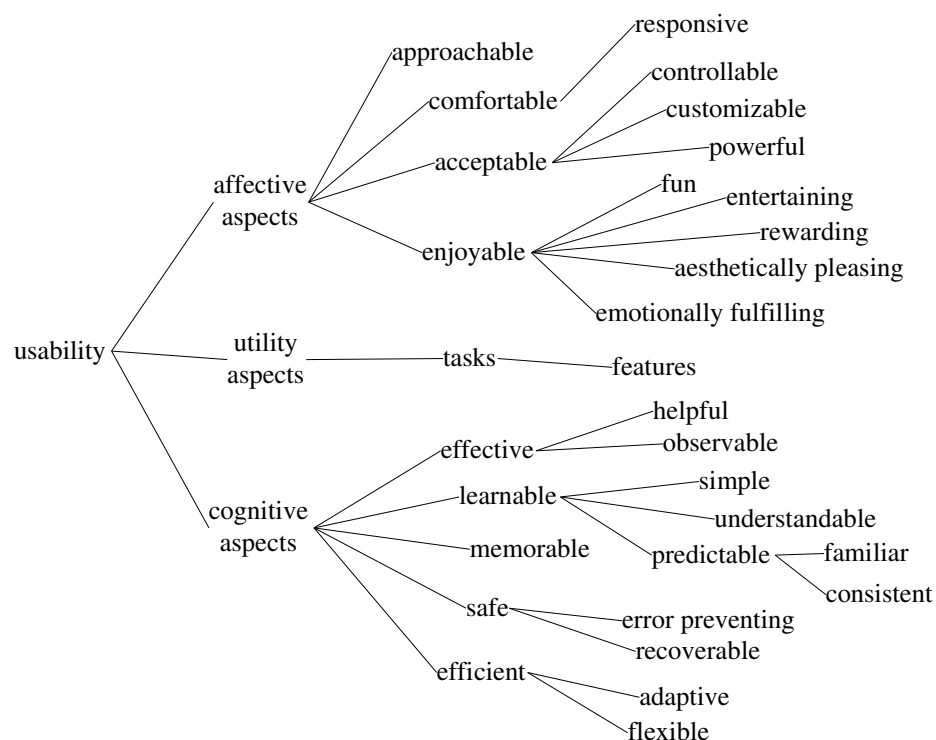 responsive
approachable
controllable
comfortable
customizable
powerful
acceptable
affective
aspects
fun
entertaining
rewarding
enjoyable
aesthetically pleasing
emotionally fulfilling
usability
utility
aspects
tasks
features
helpful
effective
observable
simple
learnable
cognitive
aspects
understandable
memorable
predictable
familiar
consistent
safe
error preventing
recoverable
efficient
adaptive
flexible